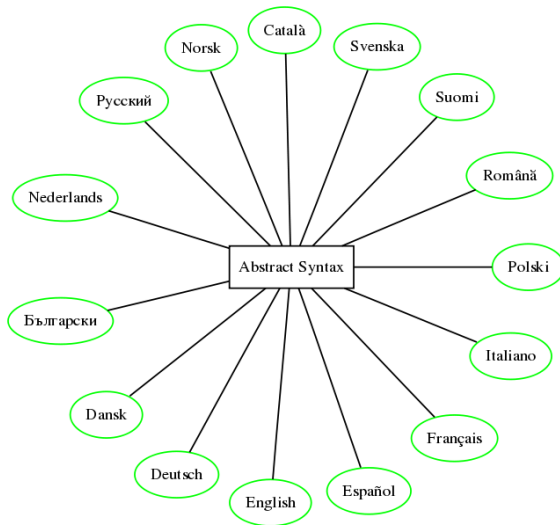 Català
Norsk
Svenska
Русский
Suomi
Română
Nederlands
Abstract Syntax
Polski
Български
Italiano
Dansk
Français
Deutsch
Español
English